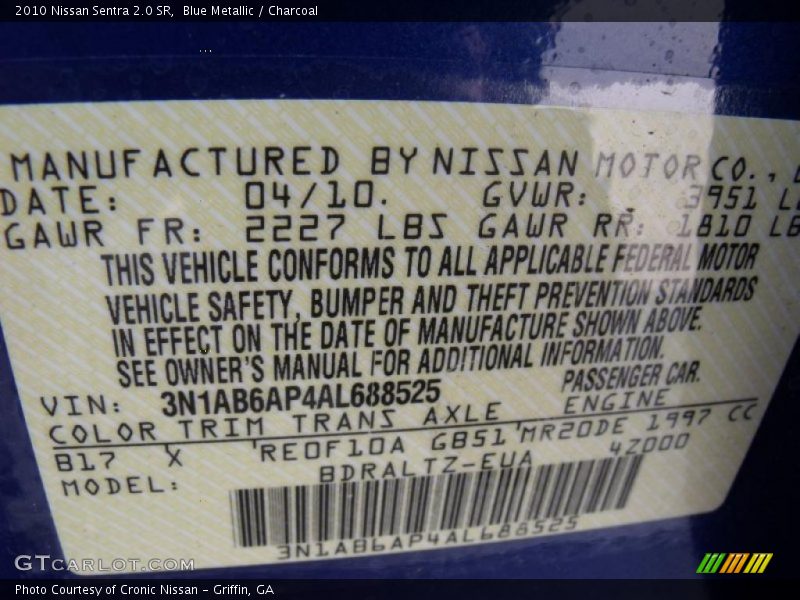 2010 Nissan Sentra 2.0 SR,  Blue Metallic / Charcoal
MANUFACTURED BY NISSAN MOTOR CO.,
DATE: 04/10. GVWR: 3951
GAWR FR: 2227 LBS GAWR RR: 1810 LB
THIS VEHICLE CONFORMS TO ALL APPLICABLE FEDERAL MOTOR
VEHICLE SAFETY, BUMPER AND THEFT PREVENTION STANDARDS
IN EFFECT ON THE DATE OF MANUFACTURE SHOWN ABOVE.
SEE OWNER'S MANUAL FOR ADDITIONAL INFORMATION.
VIN: 3N1AB6AP4AL688525 PASSENGER CAR.
COLOR TRIM TRANS AXLE ENGINE
B17 X RE0F10A GB51 MR20DE 1997 CC
MODEL: BDRALTZ-EUA 4Z000
3N1AB6AP4AL688525
GTCARLOT.COM
Photo Courtesy of Cronic Nissan - Griffin, GA